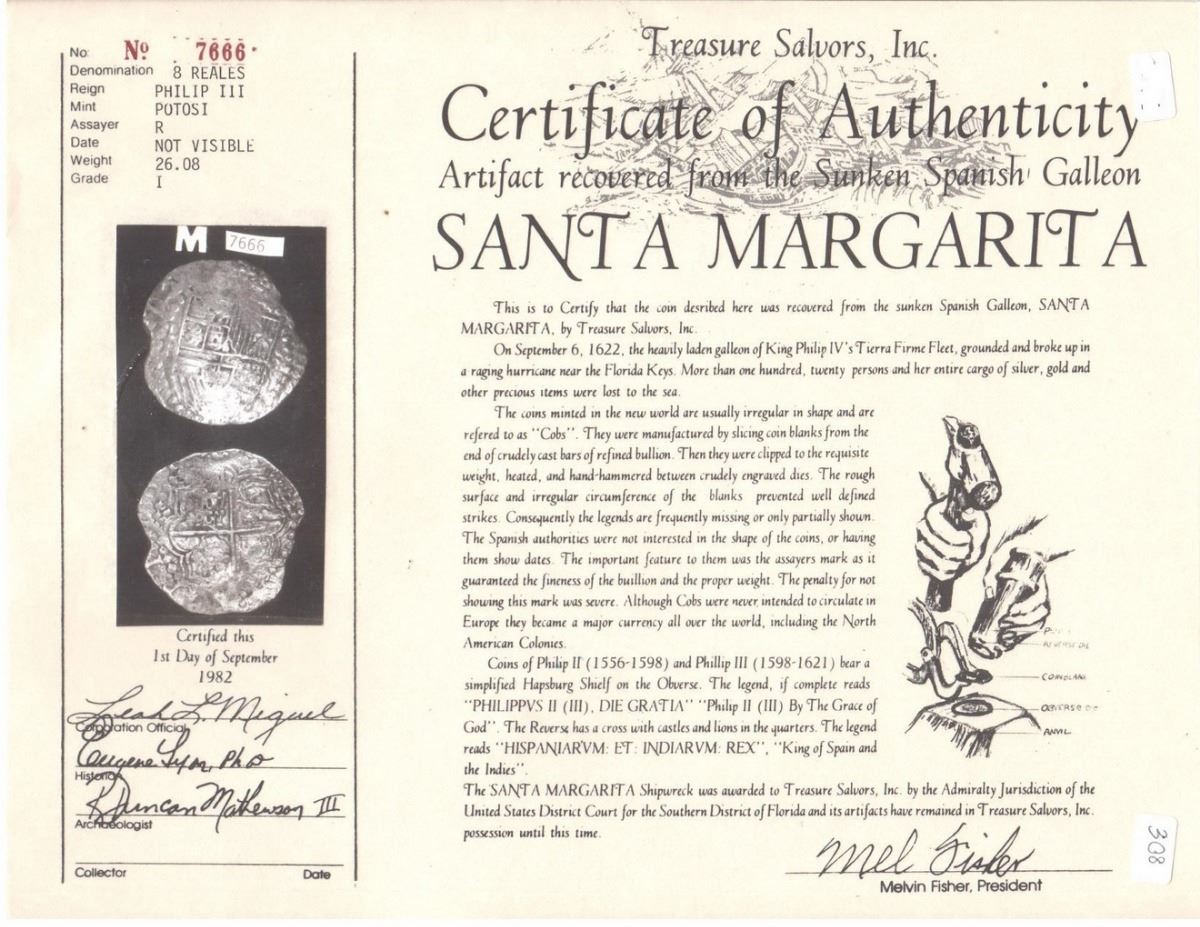 No: Nº 7666
Denomination 8 REALES
Reign PHILIP III
Mint POTOSI
Assayer R
Date NOT VISIBLE
Weight 26.08
Grade I
M 7666
Certified this
1st Day of September
1982
Leah L. Miguel
Corporation Official
Eugene Lyon, Ph D
Historian
R Duncan Mathewson III
Archaeologist
Collector Date
Treasure Salvors, Inc.
Certificate of Authenticity
Artifact recovered from the Sunken Spanish Galleon
SANTA MARGARITA
This is to Certify that the coin desribed here was recovered from the sunken Spanish Galleon, SANTA
MARGARITA, by Treasure Salvors, Inc.
On September 6, 1622, the heavily laden galleon of King Philip IV's Tierra Firme Fleet, grounded and broke up in
a raging hurricane near the Florida Keys. More than one hundred, twenty persons and her entire cargo of silver, gold and
other precious items were lost to the sea.
The coins minted in the new world are usually irregular in shape and are
refered to as "Cobs". They were manufactured by slicing coin blanks from the
end of crudely cast bars of refined bullion. Then they were clipped to the requisite
weight, heated, and hand-hammered between crudely engraved dies. The rough
surface and irregular circumference of the blanks prevented well defined
strikes. Consequently the legends are frequently missing or only partially shown.
The Spanish authorities were not interested in the shape of the coins, or having
them show dates. The important feature to them was the assayers mark as it
guaranteed the fineness of the buillion and the proper weight. The penalty for not
showing this mark was severe. Although Cobs were never intended to circulate in
Europe they became a major currency all over the world, including the North
American Colonies.
Coins of Philip II (1556-1598) and Phillip III (1598-1621) bear a
simplified Hapsburg Shielf on the Obverse. The legend, if complete reads
"PHILIPPVS II (III), DIE GRATIA" "Philip II (III) By The Grace of
God". The Reverse has a cross with castles and lions in the quarters. The legend
reads "HISPANIARVM: ET: INDIARVM: REX", "King of Spain and
the Indies".
REVERSE DIE
COIN BLANK
OBVERSE
ANVIL
The SANTA MARGARITA Shipwreck was awarded to Treasure Salvors, Inc. by the Admiralty Jurisdiction of the
United States District Court for the Southern District of Florida and its artifacts have remained in Treasure Salvors, Inc.
possession until this time.
Mel Fisher
Melvin Fisher, President
308